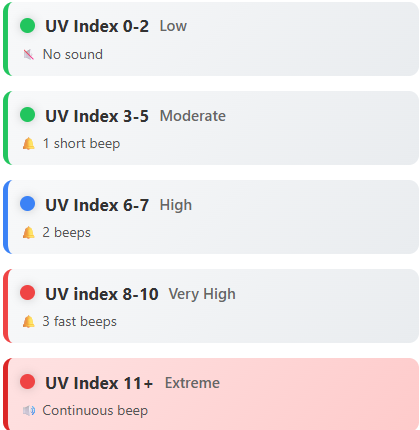 UV Index 0-2 Low
No sound
UV Index 3-5 Moderate
1 short beep
UV Index 6-7 High
2 beeps
UV index 8-10 Very High
3 fast beeps
UV Index 11+ Extreme
Continuous beep